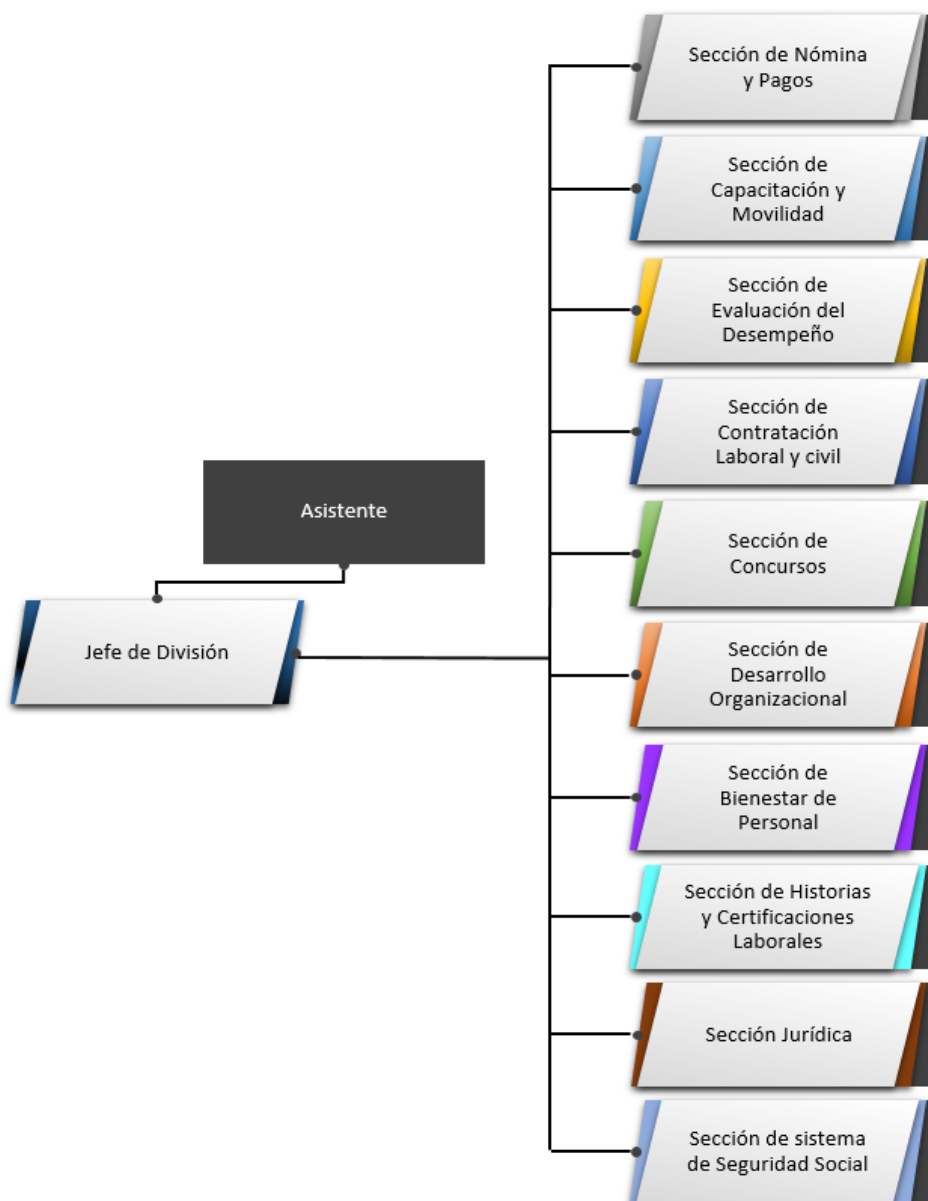 Sección de Nómina
y Pagos
Sección de
Capacitación y
Movilidad
Sección de
Evaluación del
Desempeño
Sección de
Contratación
Laboral y civil
Asistente
Sección de
Concursos
Jefe de División
Sección de
Desarrollo
Organizacional
Sección de
Bienestar de
Personal
Sección de Historias
y Certificaciones
Laborales
Sección Jurídica
Sección de sistema
de Seguridad Social